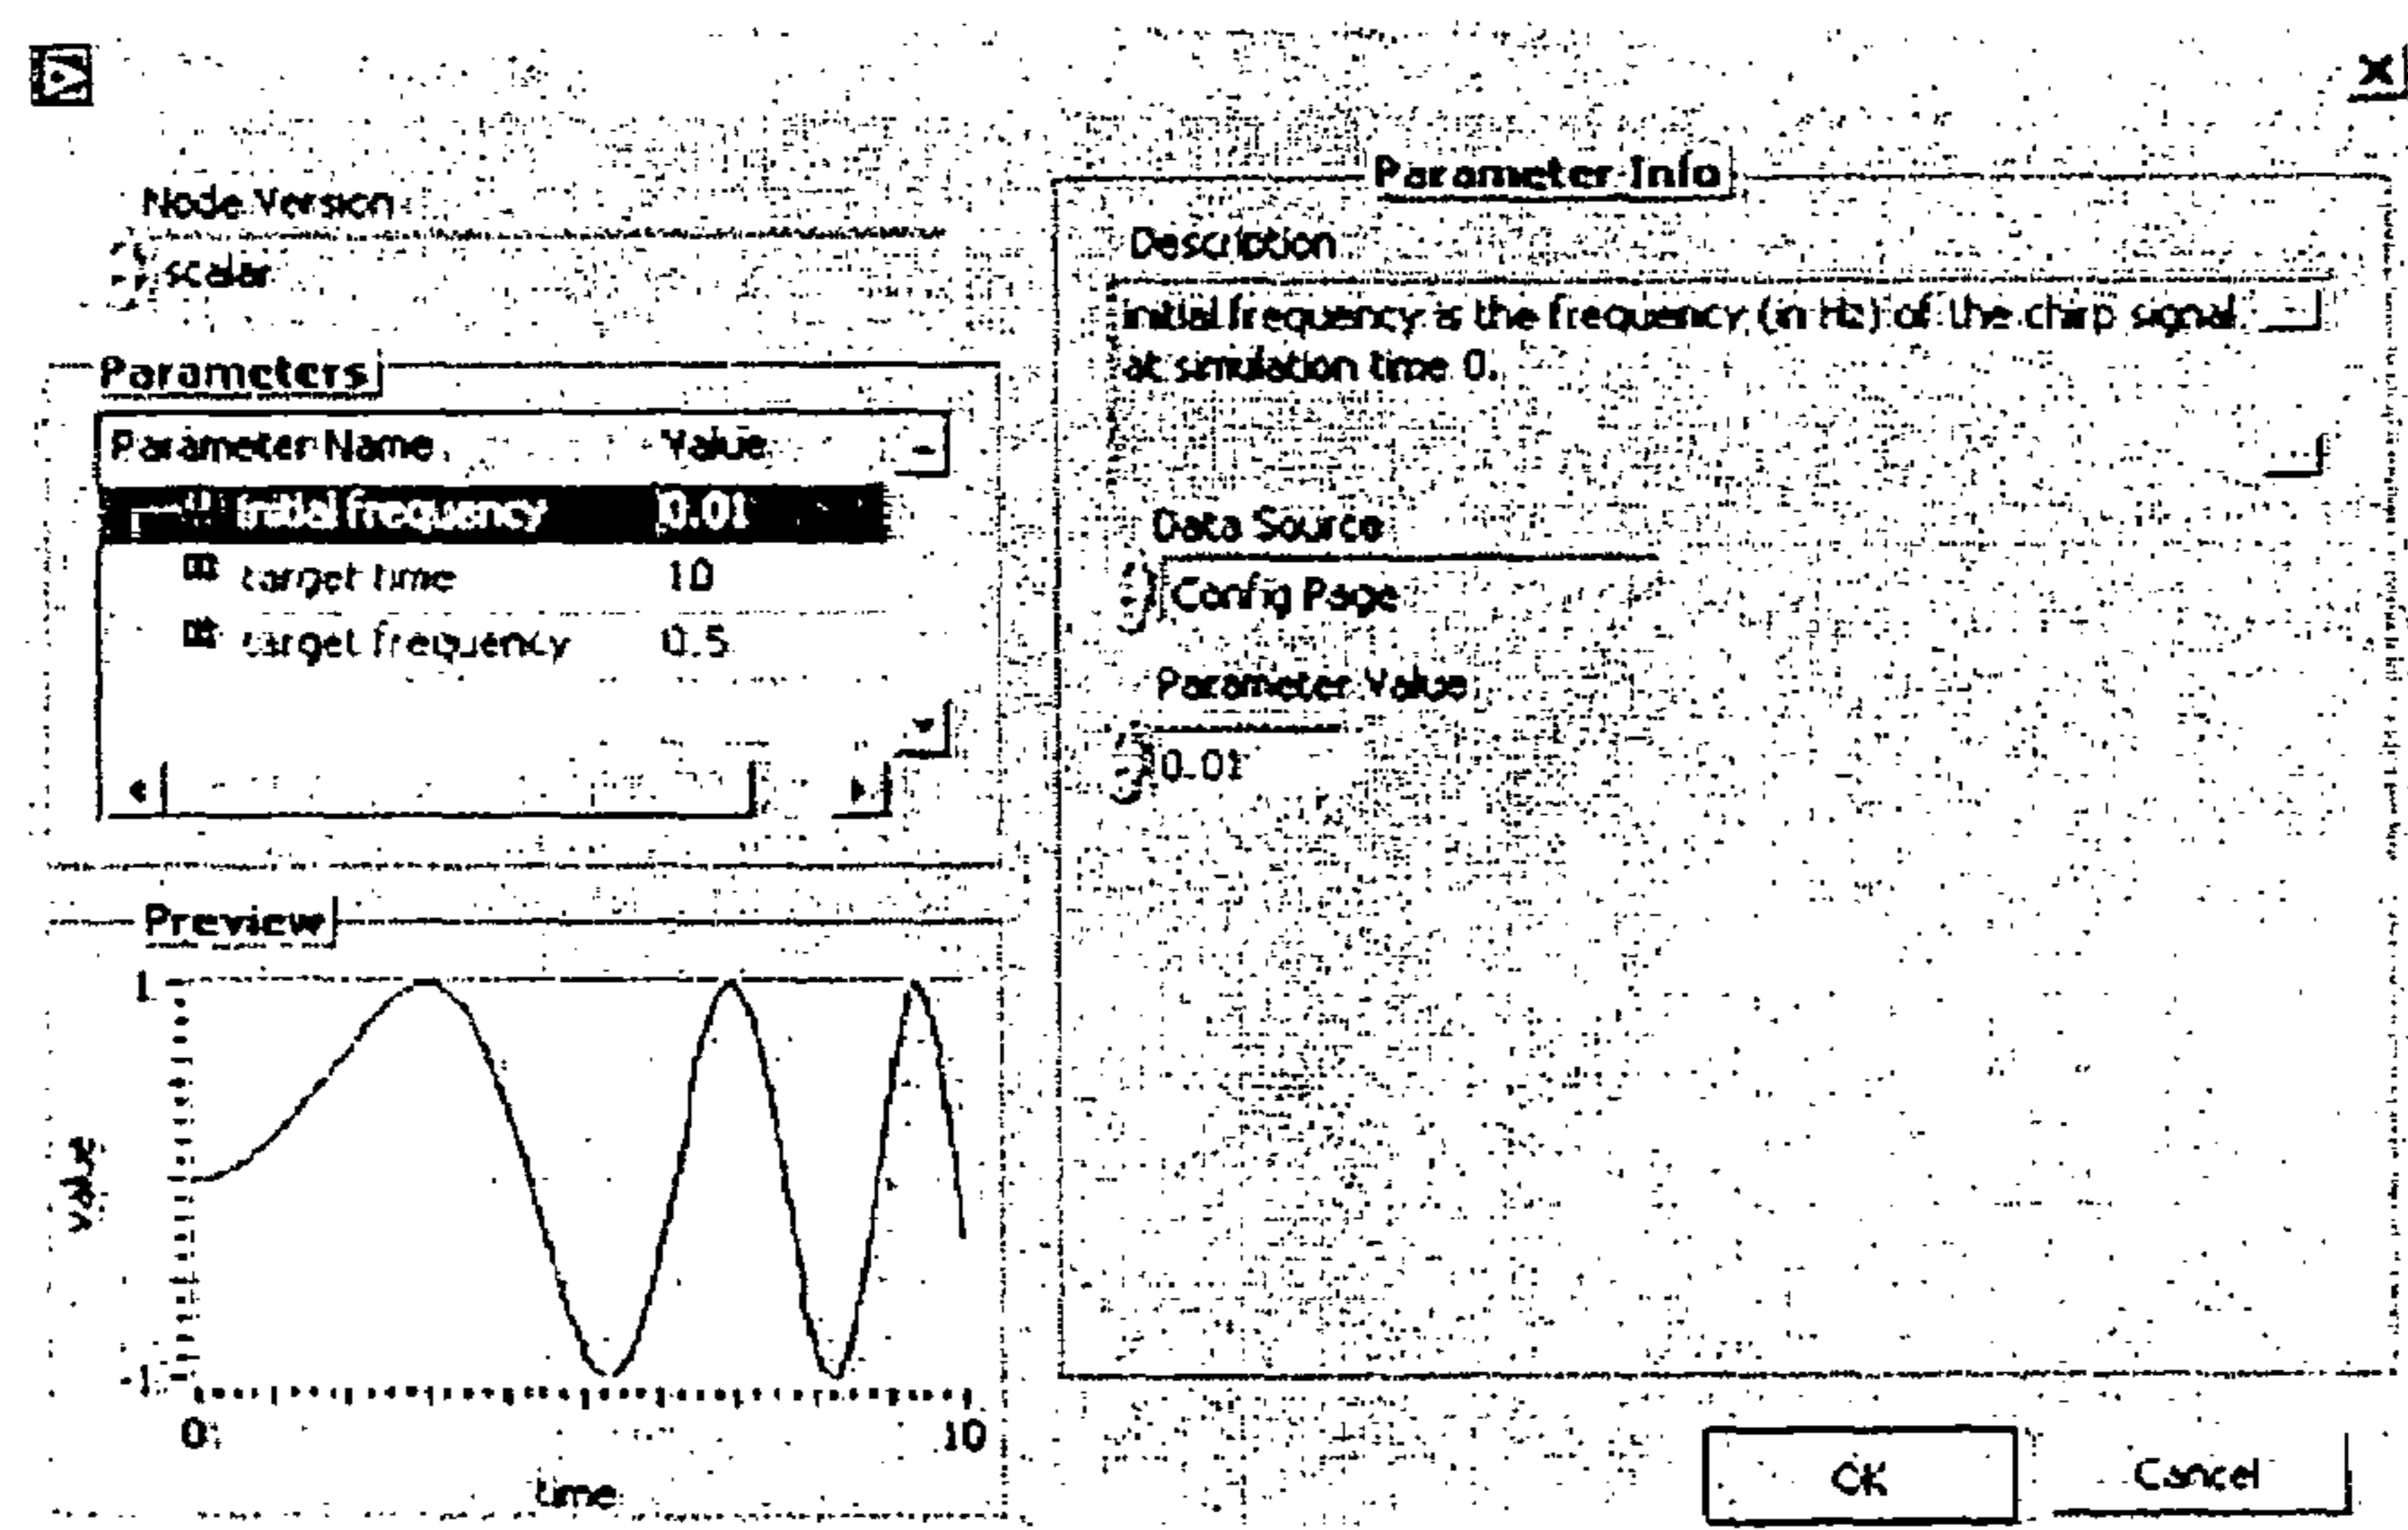 Node Version
scalar
Parameters
Parameter Name Value
initial frequency 0.01
target time 10
target frequency 0.5
Preview
1
value
-1
0 10
time
Parameter Info
Description
initial frequency is the frequency (in Hz) of the chirp signal
at simulation time 0.
Data Source
Config Page
Parameter Value
0.01
OK Cancel